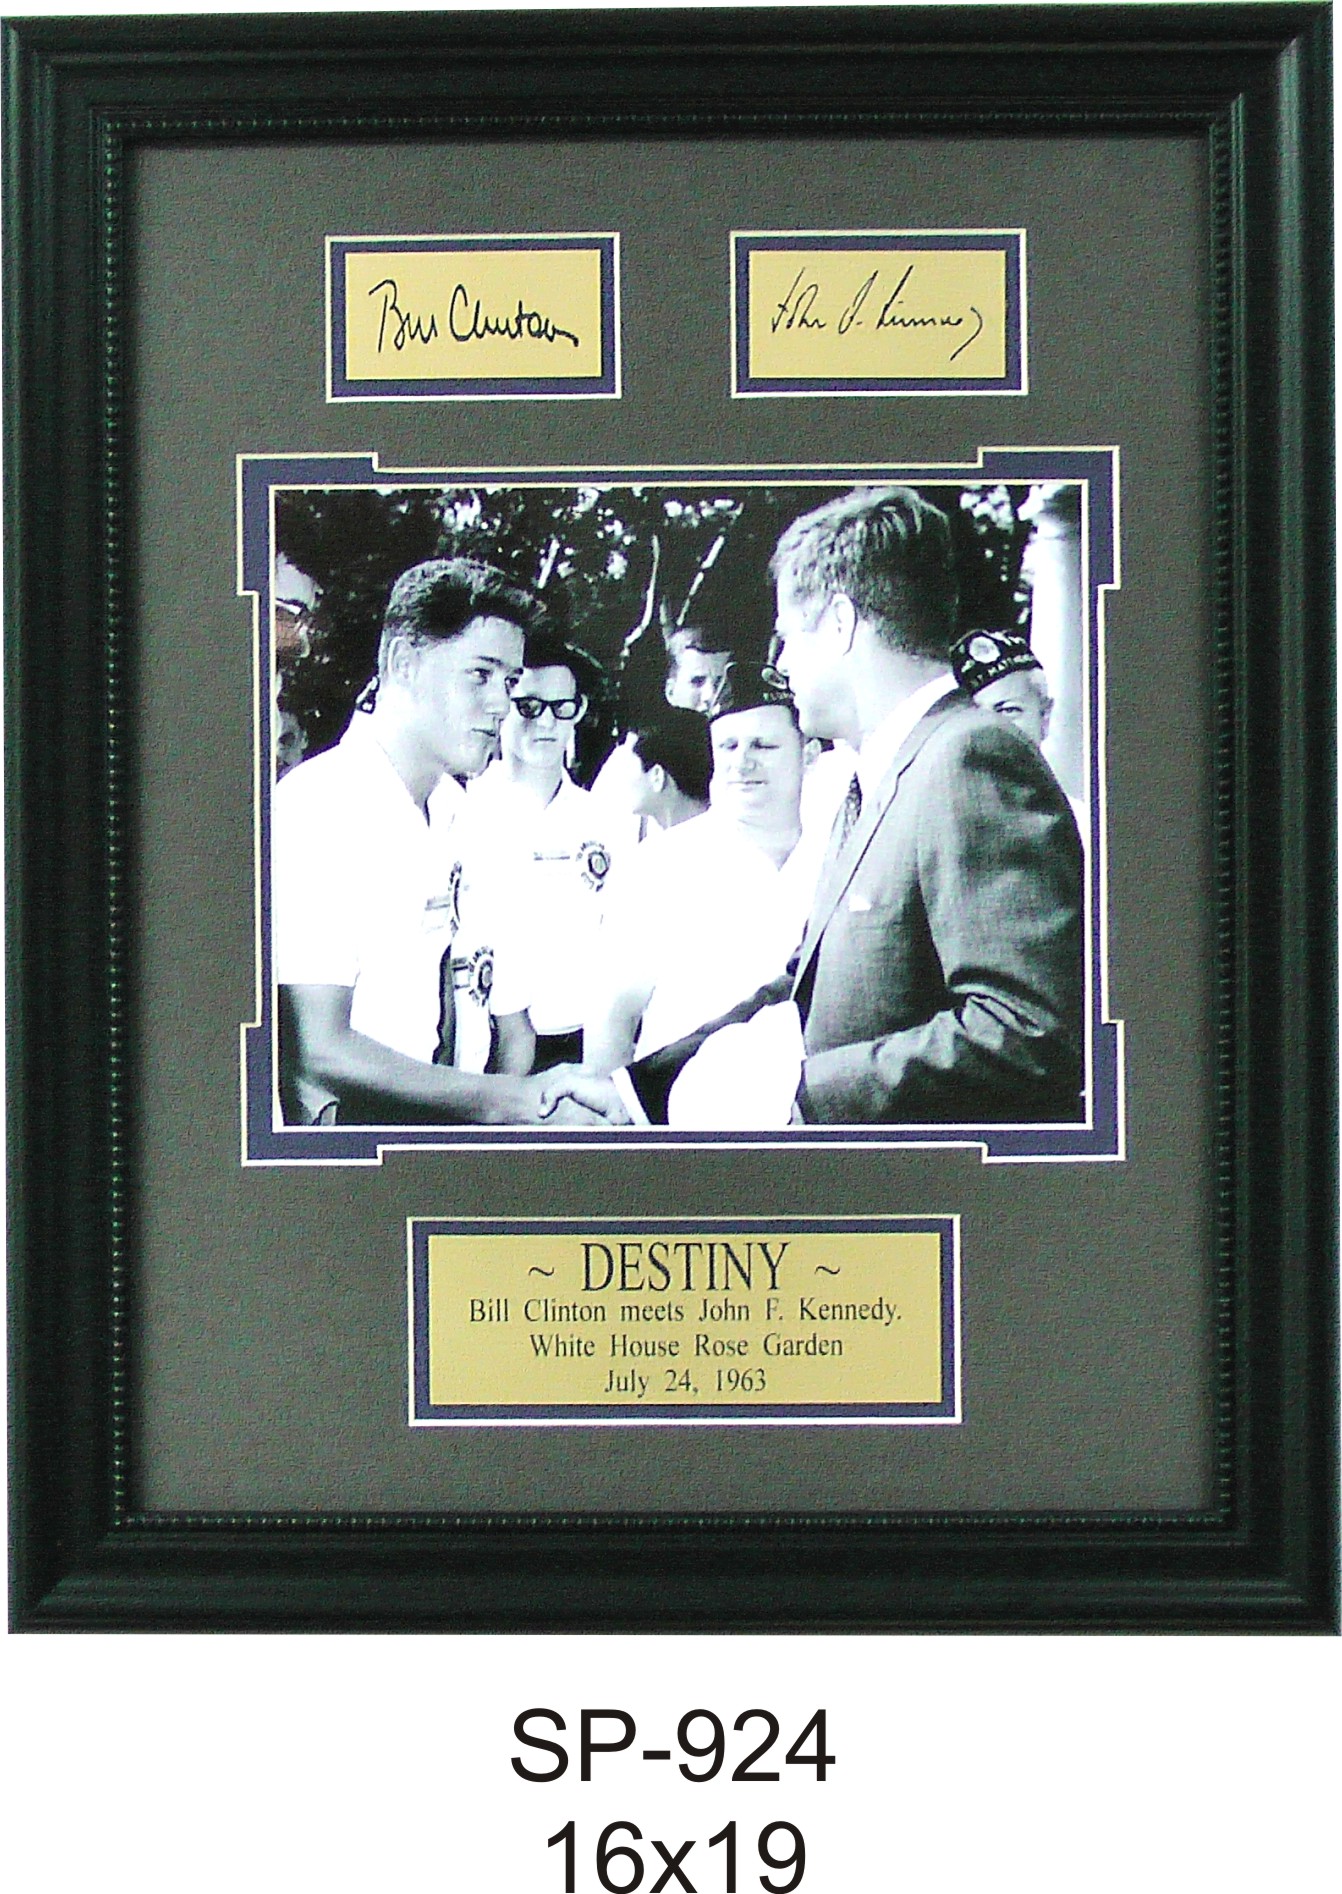 Bill Clinton
John F. Kennedy
~ DESTINY ~
Bill Clinton meets John F. Kennedy.
White House Rose Garden
July 24, 1963
SP-924
16x19